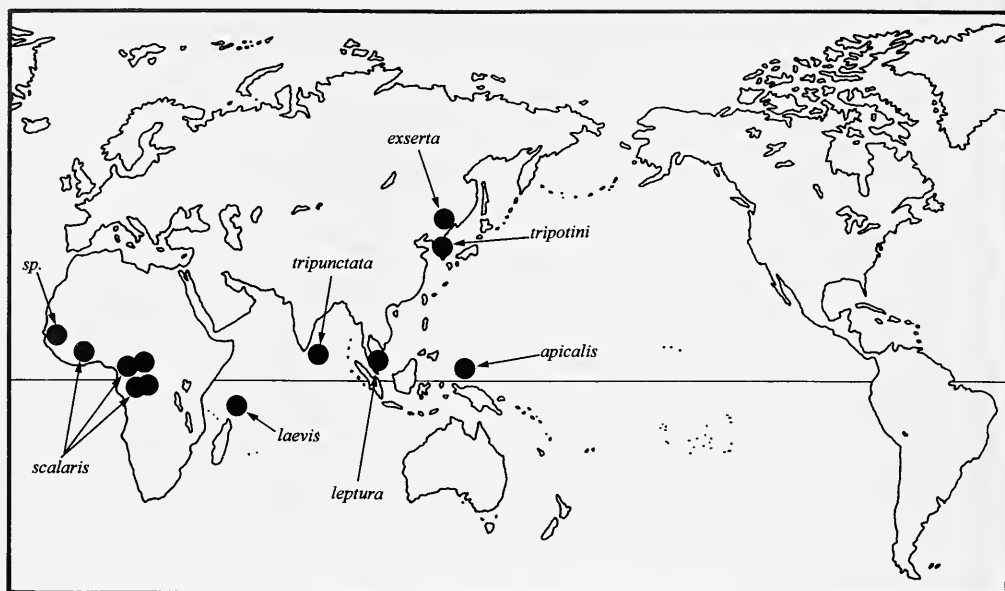 exserta
tripotini
sp.
tripunctata
apicalis
laevis
scalaris
leptura